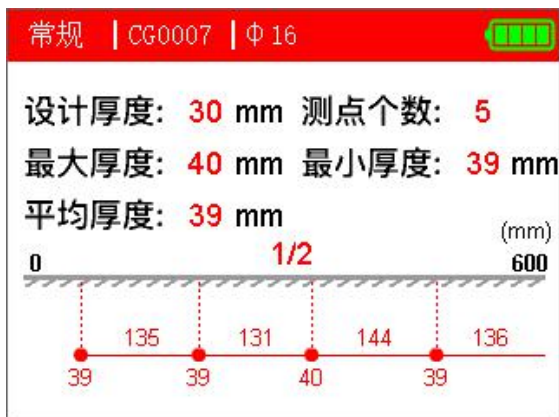 常规 | CG0007 | Φ 16
设计厚度: 30 mm 测点个数: 5
最大厚度: 40 mm 最小厚度: 39 mm
平均厚度: 39 mm
(mm)
0 1/2 600
135 131 144 136
39 39 40 39